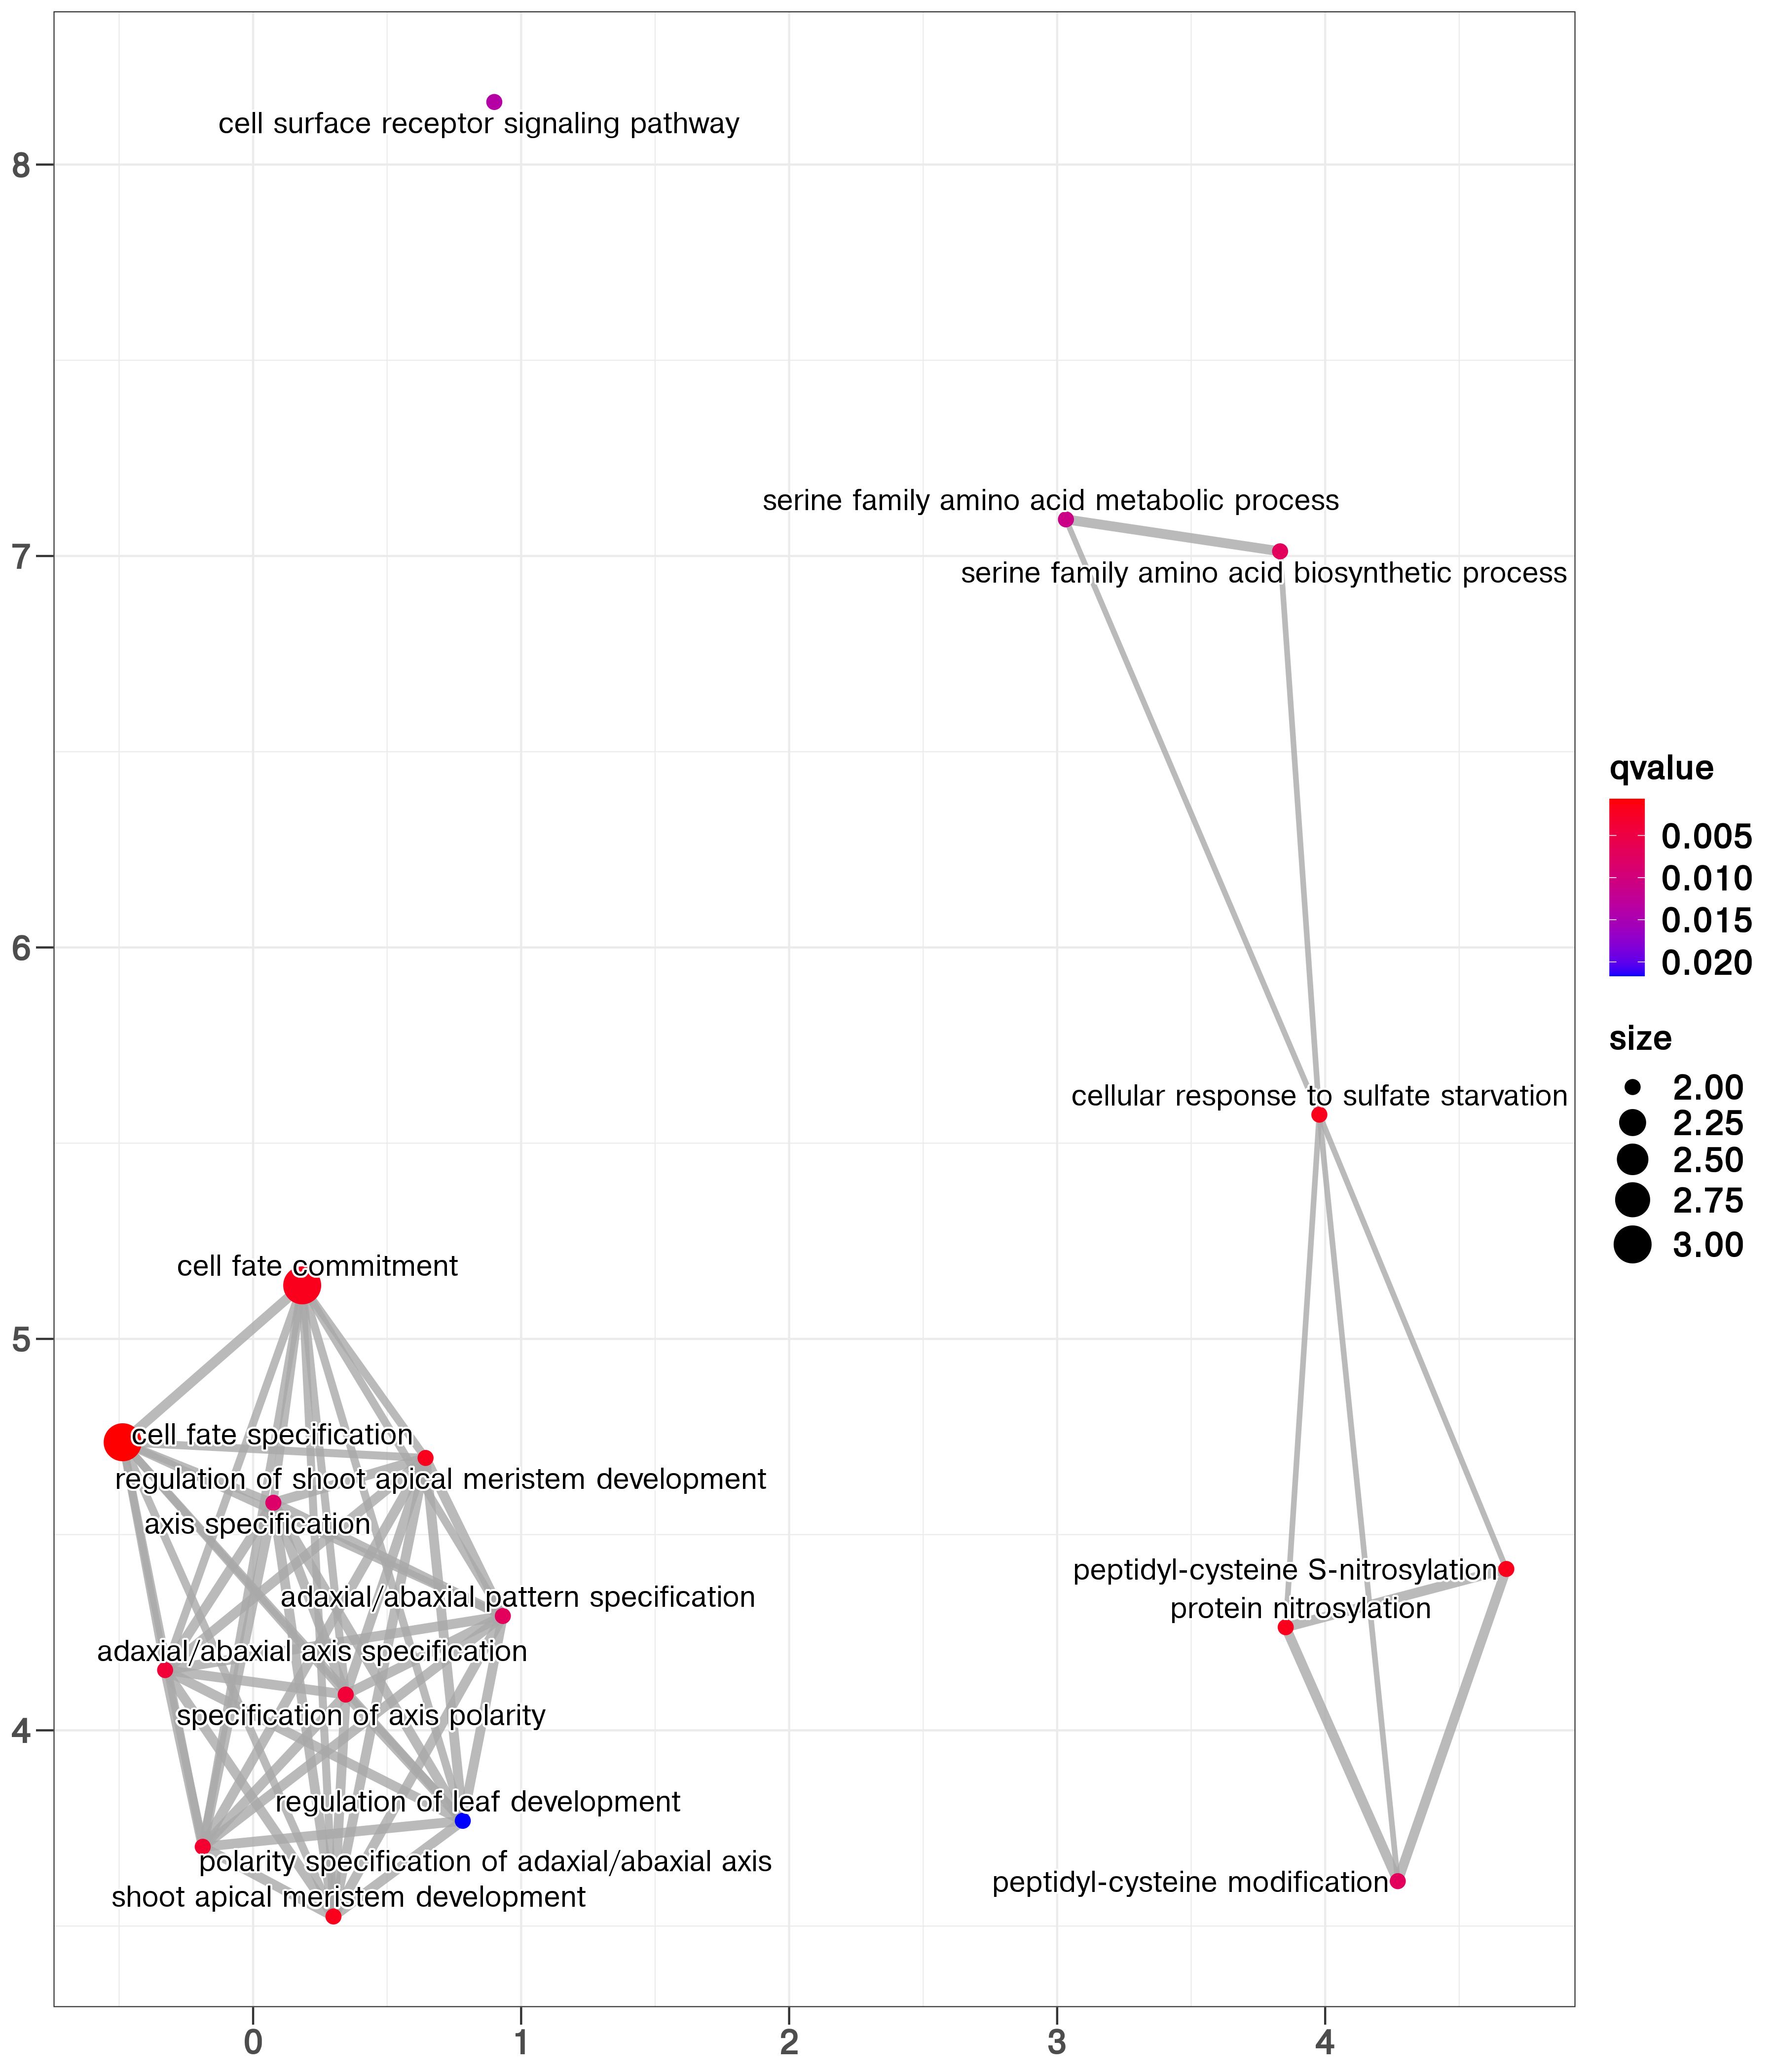 cell surface receptor signaling pathway
8
serine family amino acid metabolic process
7
serine family amino acid biosynthetic process
qvalue
0.005
0.010
0.015
0.020
6
size
2.00
2.25
2.50
2.75
3.00
cellular response to sulfate starvation
cell fate commitment
5
cell fate specification
regulation of shoot apical meristem development
axis specification
peptidyl-cysteine S-nitrosylation
adaxial/abaxial pattern specification
protein nitrosylation
adaxial/abaxial axis specification
specification of axis polarity
4
regulation of leaf development
polarity specification of adaxial/abaxial axis
peptidyl-cysteine modification
shoot apical meristem development
0 1 2 3 4